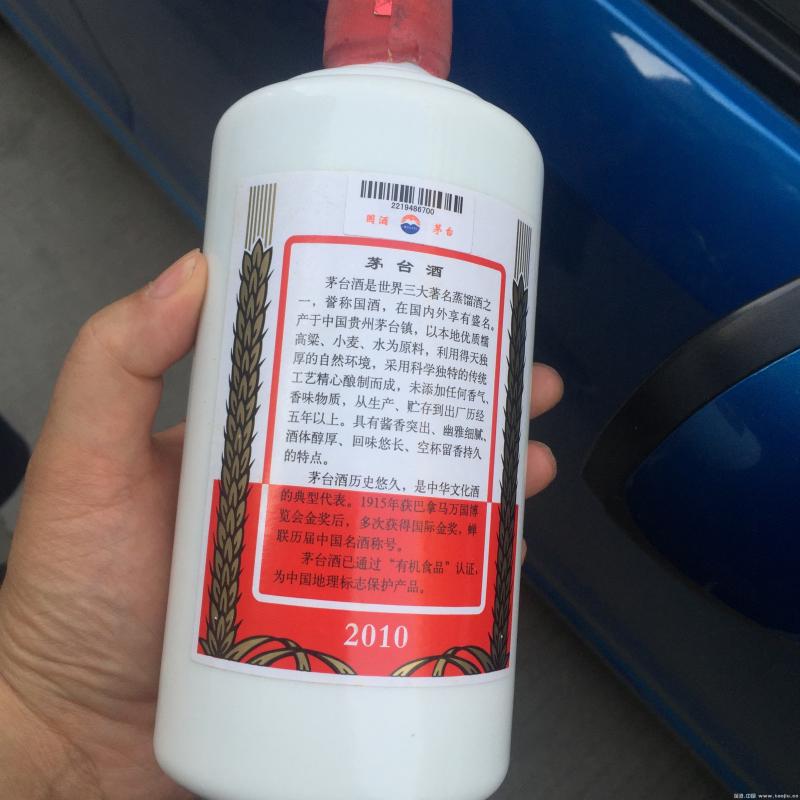 2219486700
国酒 茅台
茅台酒
茅台酒是世界三大著名蒸馏酒之
一，誉称国酒，在国内外享有盛名。
产于中国贵州茅台镇，以本地优质糯
高粱、小麦、水为原料，利用得天独
厚的自然环境，采用科学独特的传统
工艺精心酿制而成，未添加任何香气、
香味物质，从生产、贮存到出厂历经
五年以上。具有酱香突出、幽雅细腻、
酒体醇厚、回味悠长、空杯留香持久
的特点。
茅台酒历史悠久，是中华文化酒
的典型代表。1915年获巴拿马万国博
览会金奖后，多次获得国际金奖，蝉
联历届中国名酒称号。
茅台酒已通过“有机食品”认证，
为中国地理标志保护产品。
2010